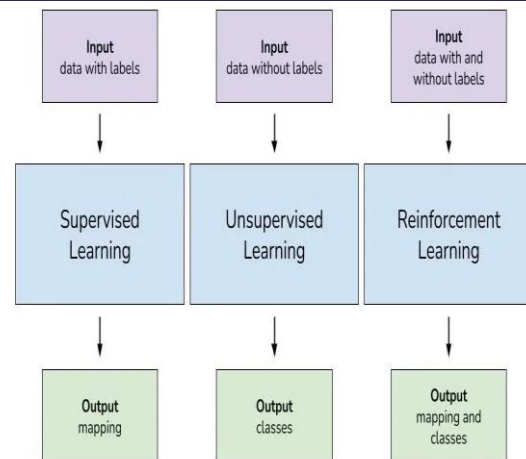 Input
data with labels
Input
data without labels
Input
data with and
without labels
Supervised
Learning
Unsupervised
Learning
Reinforcement
Learning
Output
mapping
Output
classes
Output
mapping and
classes